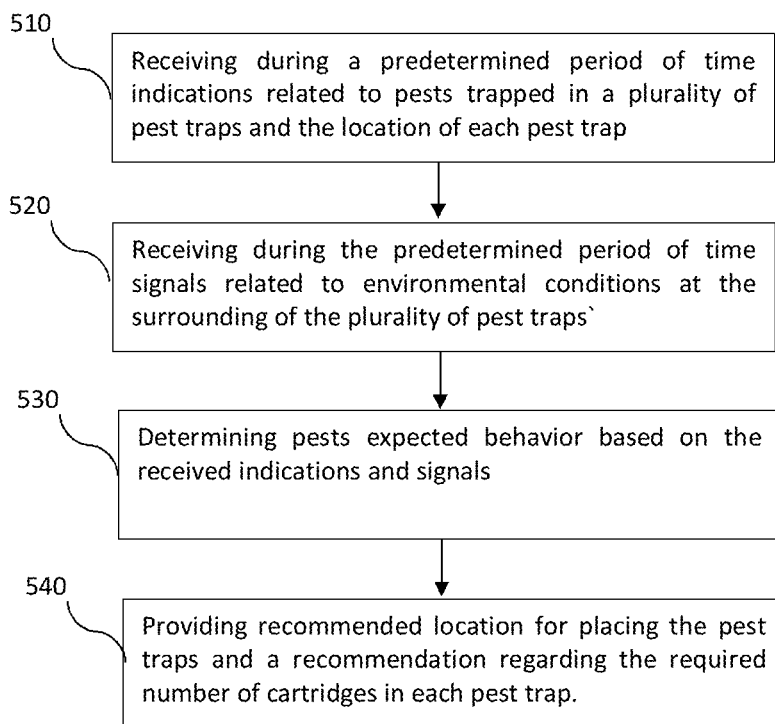 510
Receiving during a predetermined period of time
indications related to pests trapped in a plurality of
pest traps and the location of each pest trap
520
Receiving during the predetermined period of time
signals related to environmental conditions at the
surrounding of the plurality of pest traps`
530
Determining pests expected behavior based on the
received indications and signals
540
Providing recommended location for placing the pest
traps and a recommendation regarding the required
number of cartridges in each pest trap.